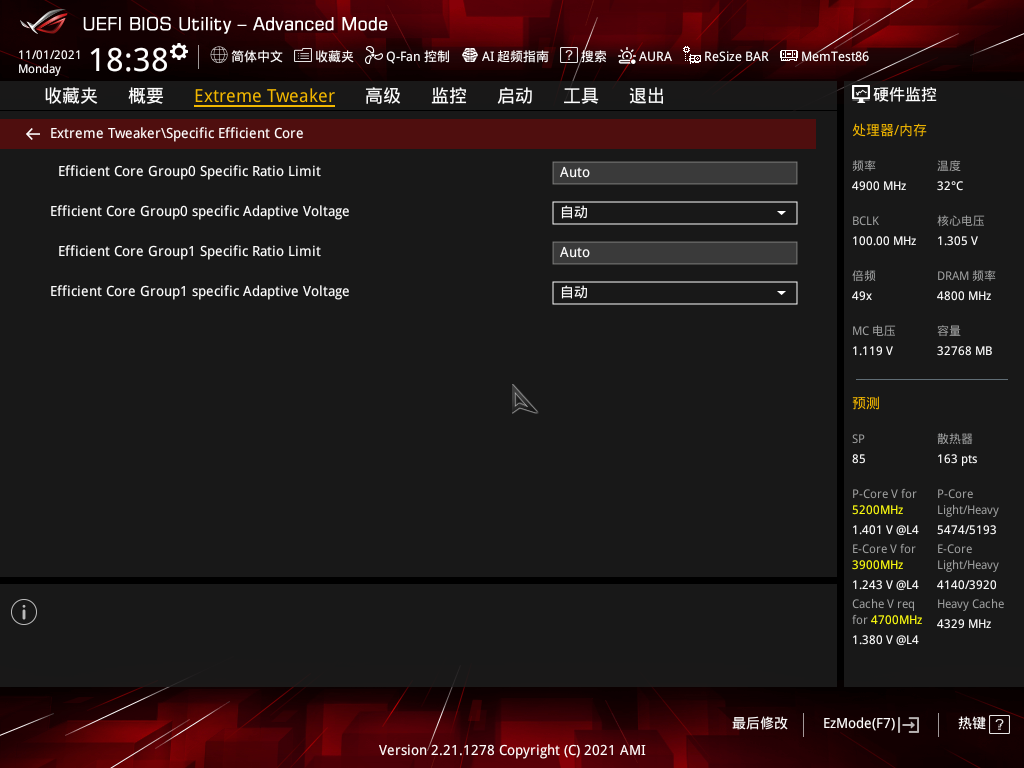 UEFI BIOS Utility – Advanced Mode
11/01/2021
Monday
18:38
简体中文
收藏夹
Q-Fan 控制
AI 超频指南
?
搜索
AURA
ReSize BAR
MemTest86
收藏夹 概要 Extreme Tweaker 高级 监控 启动 工具 退出
硬件监控
← Extreme Tweaker\Specific Efficient Core
Efficient Core Group0 Specific Ratio Limit Auto
Efficient Core Group0 specific Adaptive Voltage 自动
Efficient Core Group1 Specific Ratio Limit Auto
Efficient Core Group1 specific Adaptive Voltage 自动
处理器/内存
频率 温度
4900 MHz 32°C
BCLK 核心电压
100.00 MHz 1.305 V
倍频 DRAM 频率
49x 4800 MHz
MC 电压 容量
1.119 V 32768 MB
预测
SP 散热器
85 163 pts
P-Core V for P-Core
5200MHz Light/Heavy
1.401 V @L4 5474/5193
E-Core V for E-Core
3900MHz Light/Heavy
1.243 V @L4 4140/3920
Cache V req Heavy Cache
for 4700MHz 4329 MHz
1.380 V @L4
i
最后修改 EzMode(F7) 热键 ?
Version 2.21.1278 Copyright (C) 2021 AMI